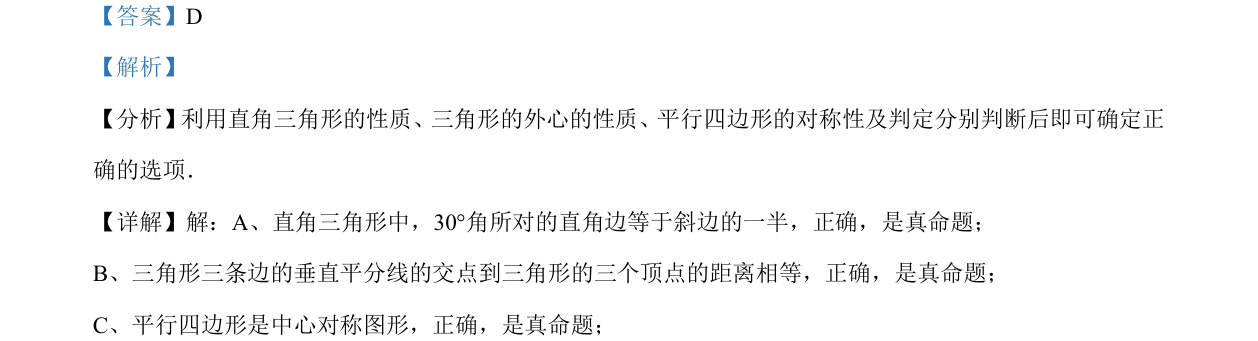 【答案】D
【解析】
【分析】利用直角三角形的性质、三角形的外心的性质、平行四边形的对称性及判定分别判断后即可确定正
确的选项．
【详解】解：A、直角三角形中，30°角所对的直角边等于斜边的一半，正确，是真命题；
B、三角形三条边的垂直平分线的交点到三角形的三个顶点的距离相等，正确，是真命题；
C、平行四边形是中心对称图形，正确，是真命题；